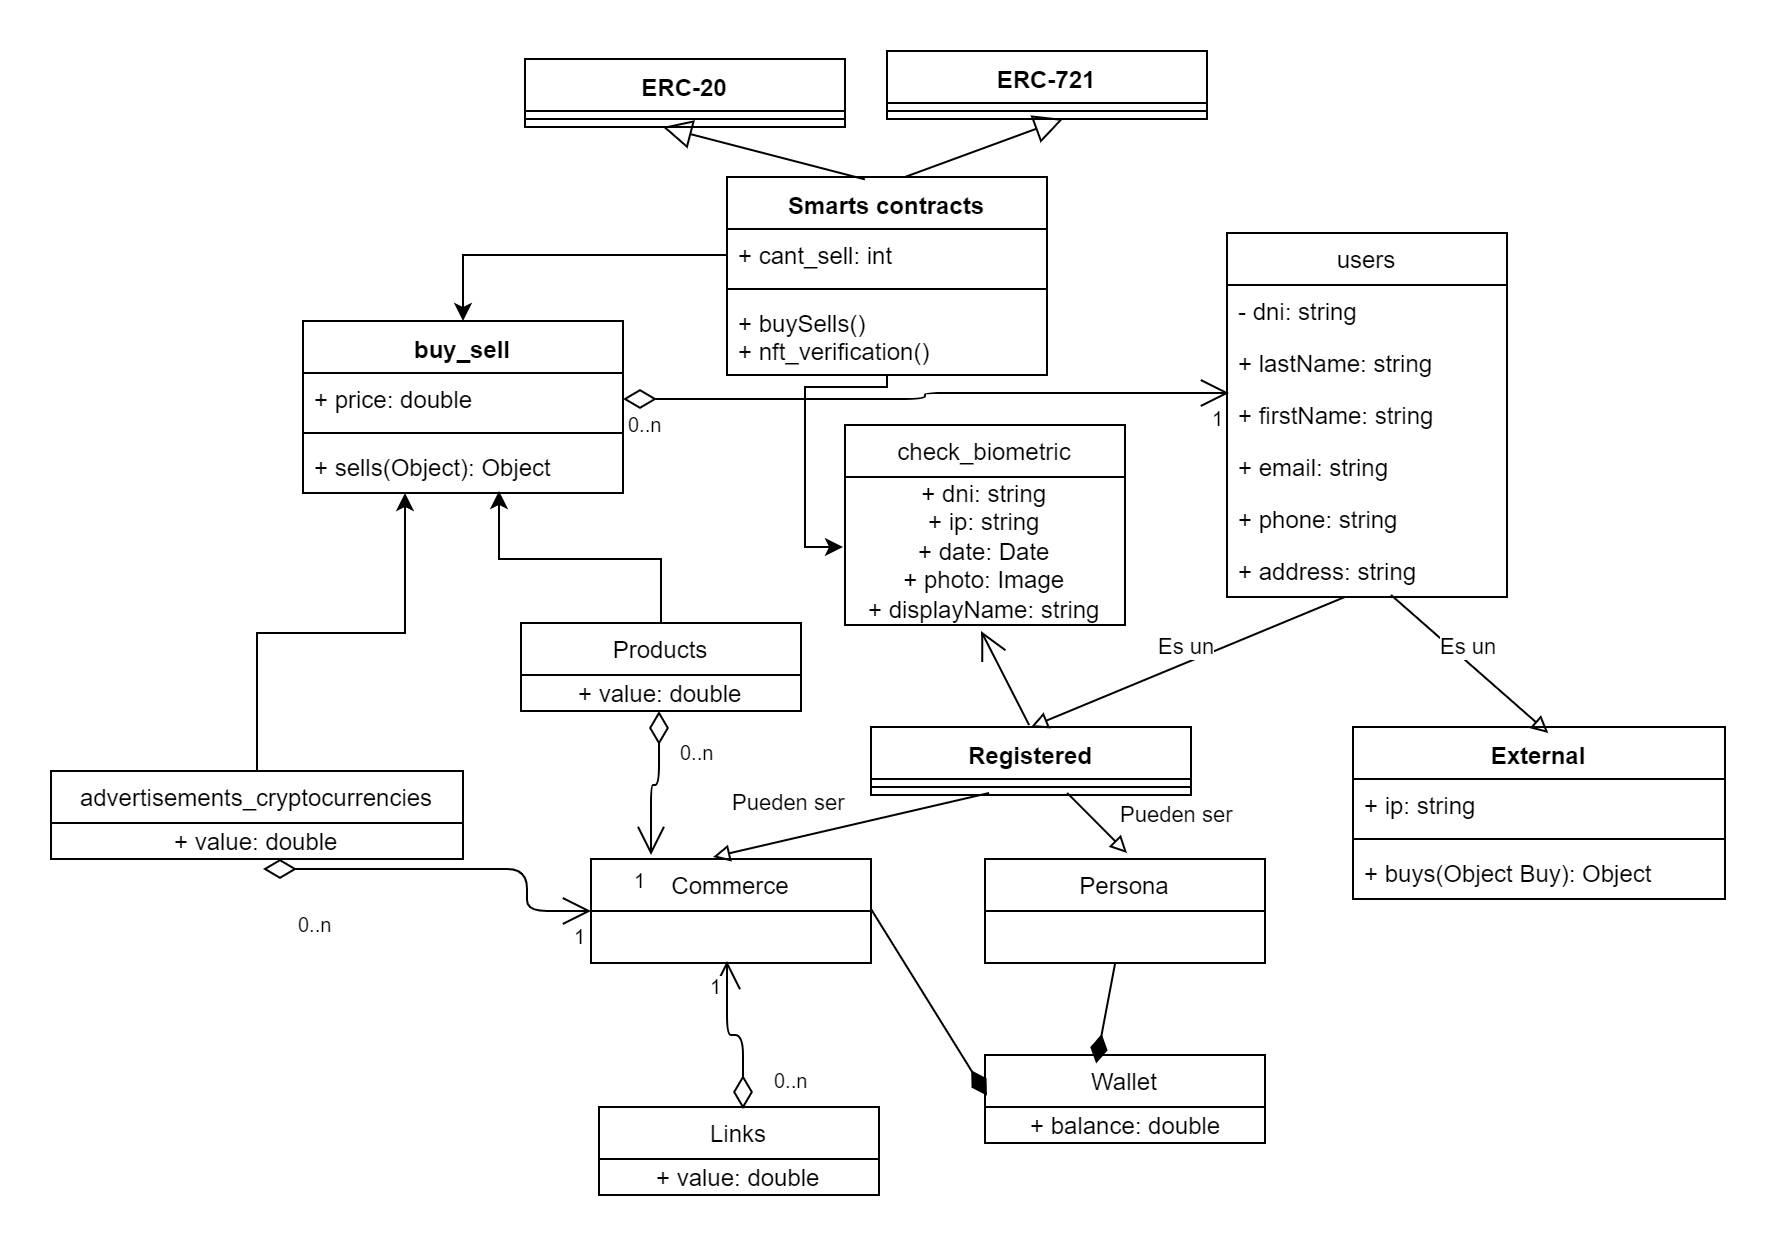 ERC-20
ERC-721
Smarts contracts
+ cant_sell: int
+ buySells()
+ nft_verification()
users
- dni: string
+ lastName: string
+ firstName: string
+ email: string
+ phone: string
+ address: string
buy_sell
+ price: double
+ sells(Object): Object
0..n
1
check_biometric
+ dni: string
+ ip: string
+ date: Date
+ photo: Image
+ displayName: string
Es un
Es un
Products
+ value: double
0..n
Registered
External
+ ip: string
+ buys(Object Buy): Object
advertisements_cryptocurrencies
+ value: double
0..n
1
Pueden ser
Pueden ser
1
Commerce
Persona
1
0..n
Links
+ value: double
Wallet
+ balance: double